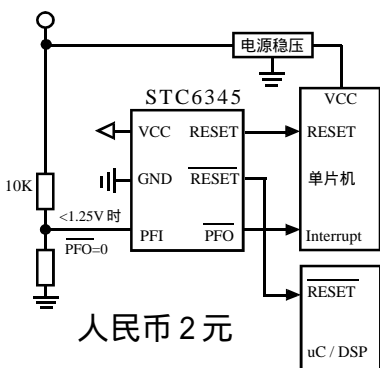 电源稳压
STC6345
VCC
VCC
RESET
RESET
GND
RESET
单片机
10K
<1.25V 时
PFI
PFO
Interrupt
PFO=0
RESET
人民币 2 元
uC / DSP